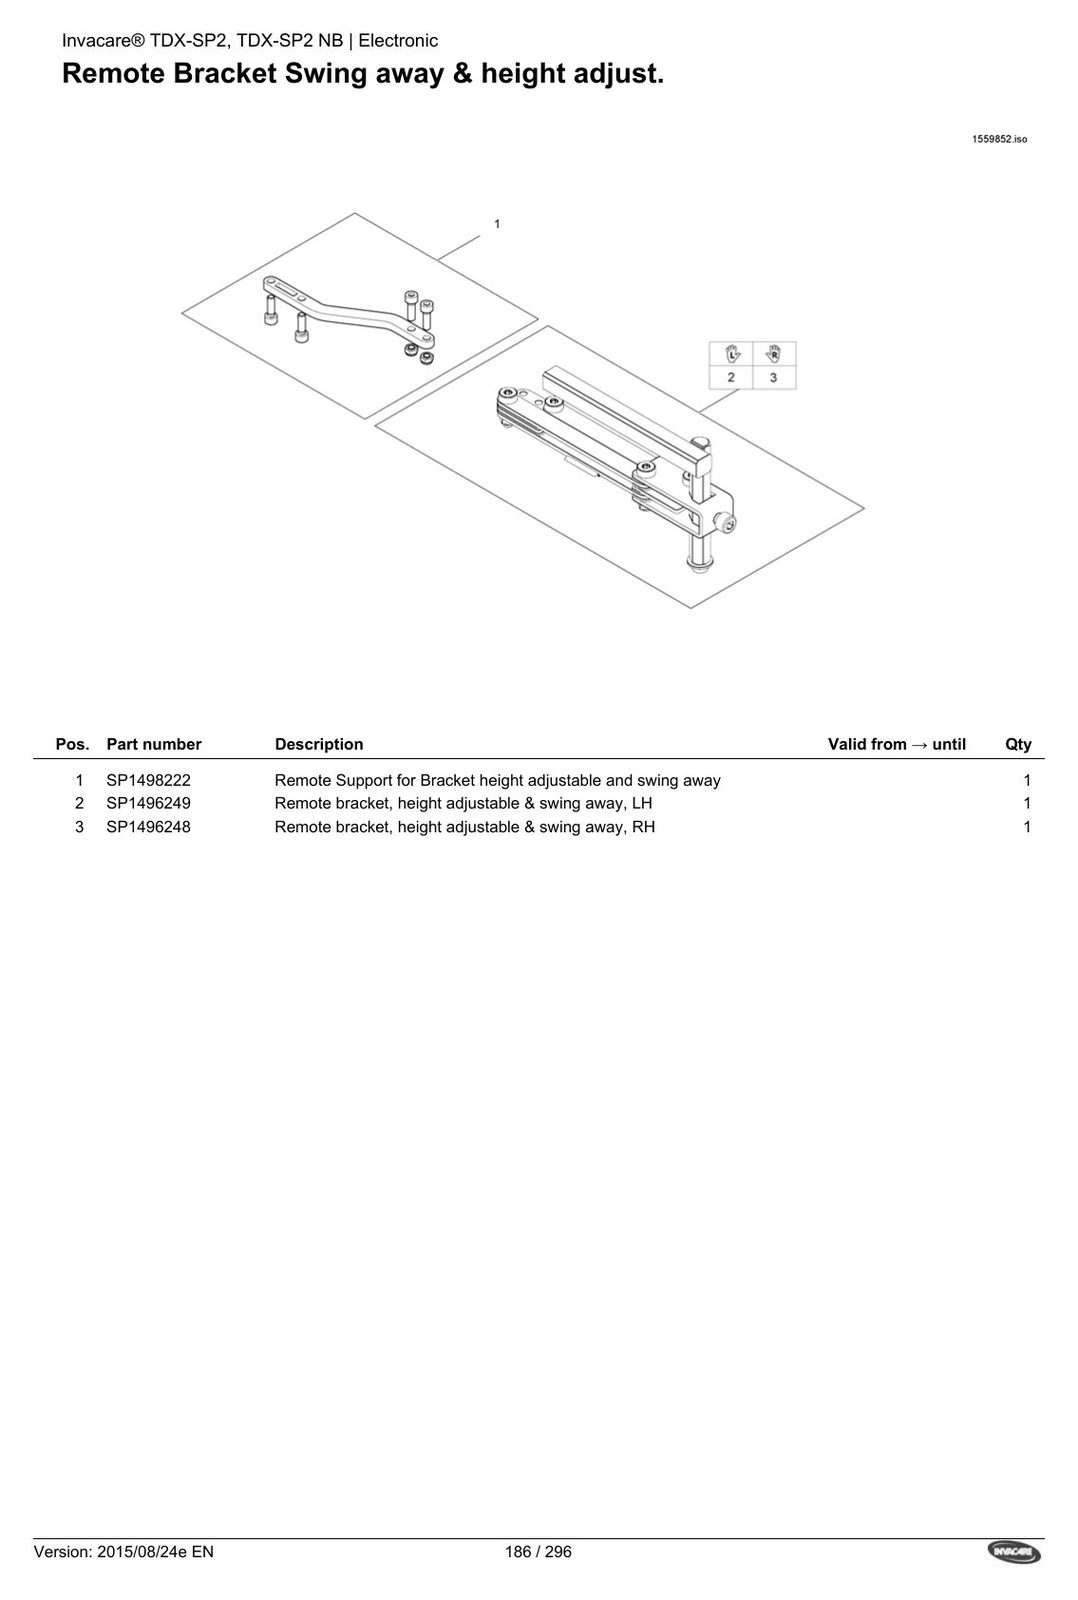 Invacare® TDX-SP2, TDX-SP2 NB | Electronic
Remote Bracket Swing away & height adjust.
1559852.iso
1
L R
2 3
Pos. Part number Description Valid from → until Qty
1 SP1498222 Remote Support for Bracket height adjustable and swing away 1
2 SP1496249 Remote bracket, height adjustable & swing away, LH 1
3 SP1496248 Remote bracket, height adjustable & swing away, RH 1
Version: 2015/08/24e EN 186 / 296 INVACARE